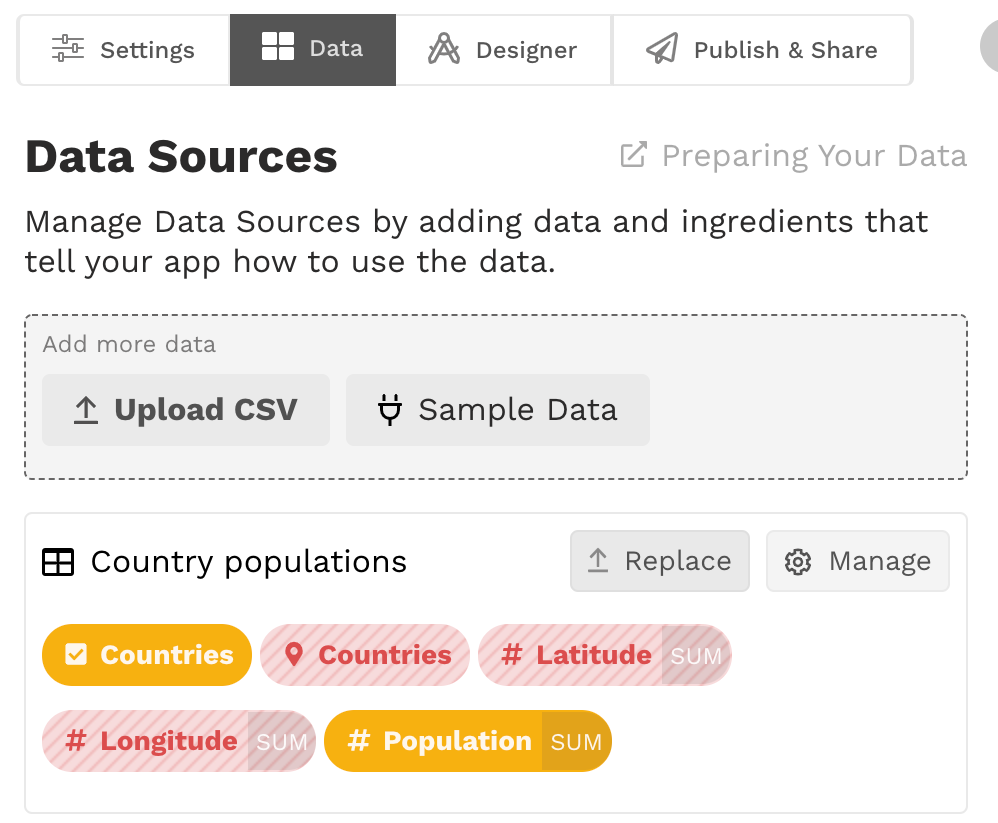 Settings Data Designer Publish & Share
Data Sources
Preparing Your Data
Manage Data Sources by adding data and ingredients that
tell your app how to use the data.
Add more data
Upload CSV Sample Data
Country populations Replace Manage
Countries Countries # Latitude SUM
# Longitude SUM # Population SUM